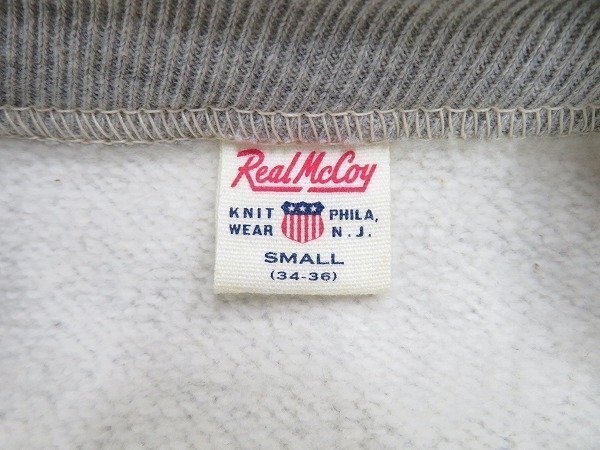 Real McCoy
KNIT PHILA,
WEAR N.J.
SMALL
(34-36)